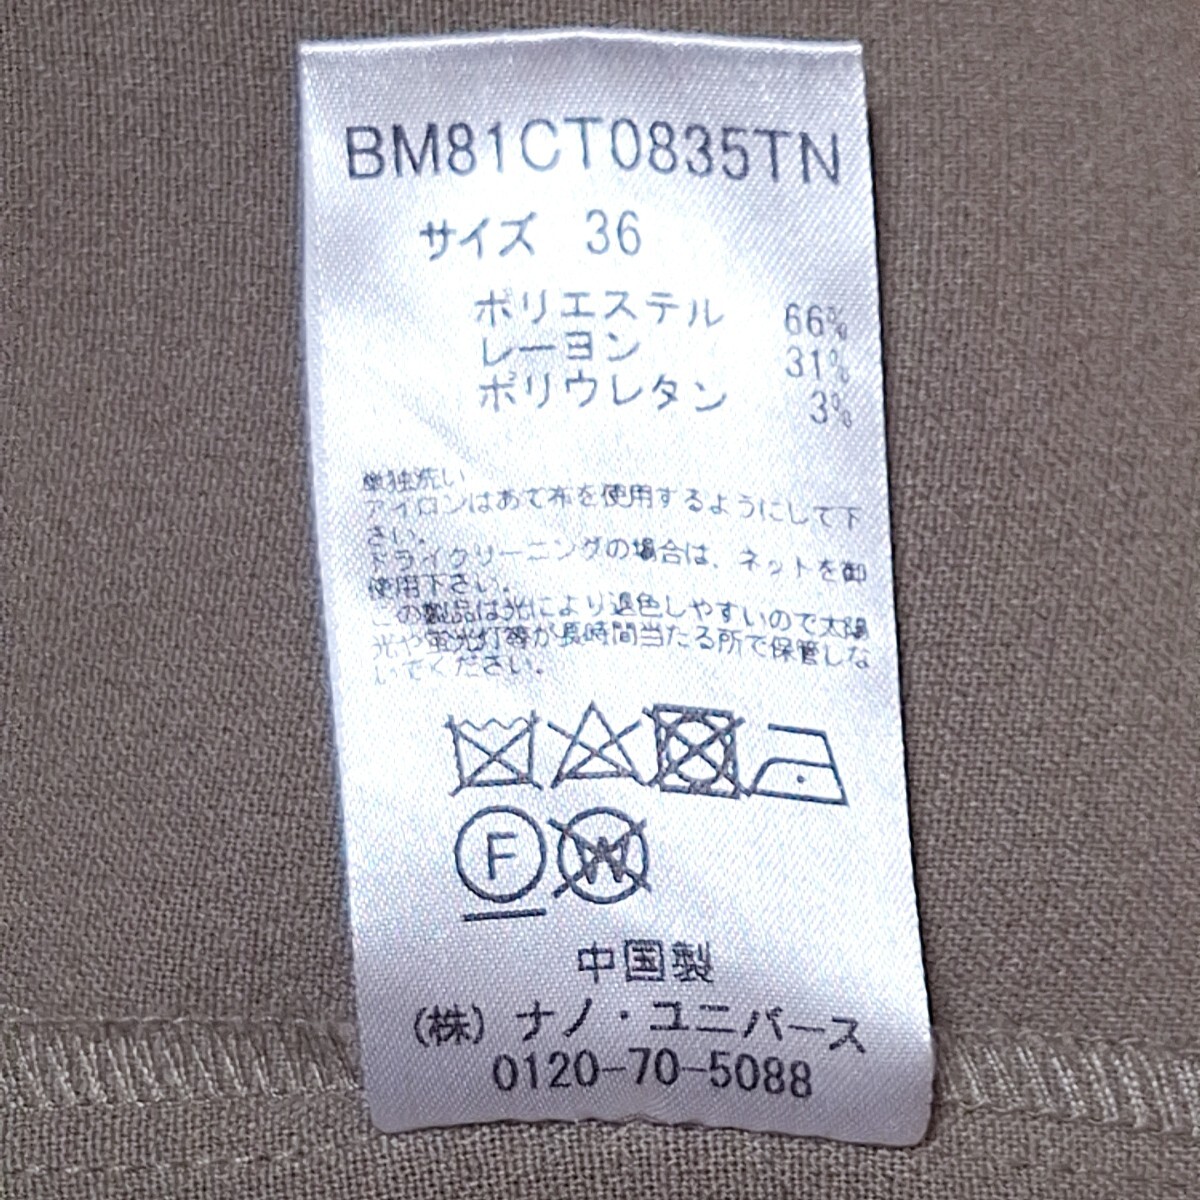 BM81CT0835TN
サイズ 36
ポリエステル 66%
レーヨン 31%
ポリウレタン 3%
単独洗い
アイロンはあて布を使用するようにして下
さい。
ドライクリーニングの場合は、ネットを御
使用下さい。
この製品は光により退色しやすいので太陽
光や蛍光灯等が長時間当たる所で保管しな
いでください。
F W
中国製
(株)ナノ・ユニバース
0120-70-5088